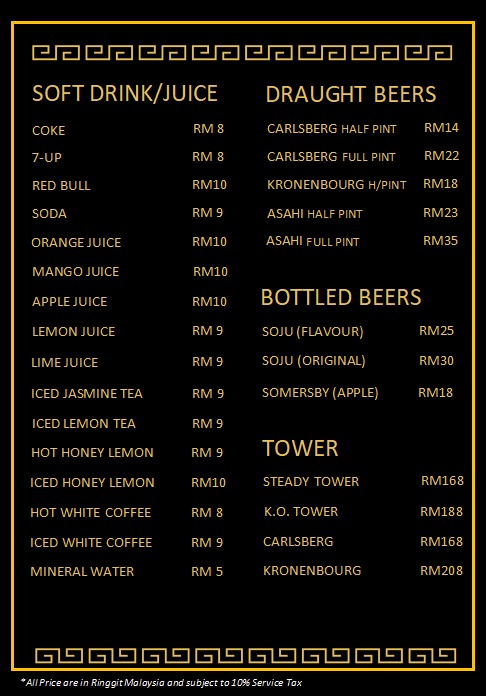 SOFT DRINK/JUICE
COKE RM 8
7-UP RM 8
RED BULL RM10
SODA RM 9
ORANGE JUICE RM10
MANGO JUICE RM10
APPLE JUICE RM10
LEMON JUICE RM 9
LIME JUICE RM 9
ICED JASMINE TEA RM 9
ICED LEMON TEA RM 9
HOT HONEY LEMON RM 9
ICED HONEY LEMON RM10
HOT WHITE COFFEE RM 8
ICED WHITE COFFEE RM 9
MINERAL WATER RM 5
DRAUGHT BEERS
CARLSBERG HALF PINT RM14
CARLSBERG FULL PINT RM22
KRONENBOURG H/PINT RM18
ASAHI HALF PINT RM23
ASAHI FULL PINT RM35
BOTTLED BEERS
SOJU (FLAVOUR) RM25
SOJU (ORIGINAL) RM30
SOMERSBY (APPLE) RM18
TOWER
STEADY TOWER RM168
K.O. TOWER RM188
CARLSBERG RM168
KRONENBOURG RM208
*All Price are in Ringgit Malaysia and subject to 10% Service Tax